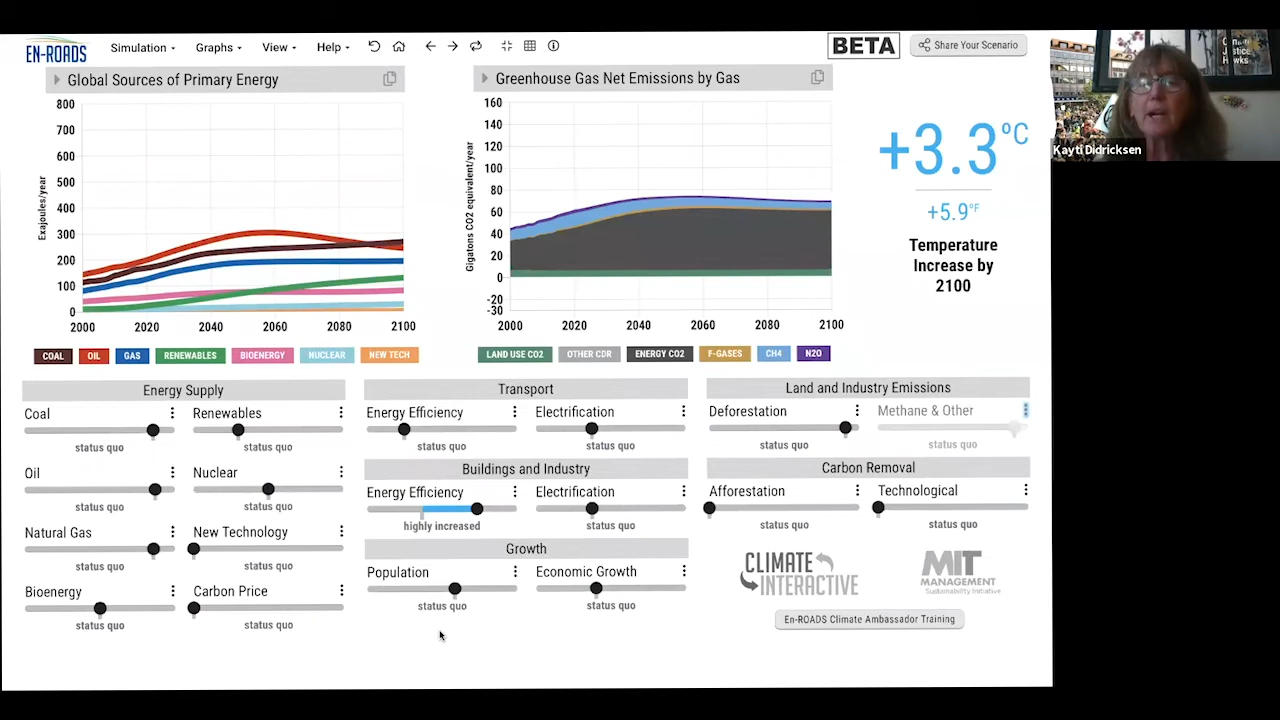 EN-ROADS
Simulation
Graphs
View
Help
BETA
Share Your Scenario
Global Sources of Primary Energy
Exajoules/year
800
700
600
500
400
300
200
100
0
2000 2020 2040 2060 2080 2100
COAL OIL GAS RENEWABLES BIOENERGY NUCLEAR NEW TECH
Greenhouse Gas Net Emissions by Gas
Gigatons CO2 equivalent/year
160
140
120
100
80
60
40
20
0
-20
-30
2000 2020 2040 2060 2080 2100
LAND USE CO2 OTHER CDR ENERGY CO2 F-GASES CH4 N2O
+3.3°C
+5.9°F
Temperature
Increase by
2100
Kayti Didricksen
Energy Supply
Coal
status quo
Renewables
status quo
Oil
status quo
Nuclear
status quo
Natural Gas
status quo
New Technology
status quo
Bioenergy
status quo
Carbon Price
status quo
Transport
Energy Efficiency
status quo
Electrification
status quo
Buildings and Industry
Energy Efficiency
highly increased
Electrification
status quo
Growth
Population
status quo
Economic Growth
status quo
Land and Industry Emissions
Deforestation
status quo
Methane & Other
status quo
Carbon Removal
Afforestation
status quo
Technological
status quo
CLIMATE
INTERACTIVE
MIT
MANAGEMENT
Sustainability Initiative
En-ROADS Climate Ambassador Training